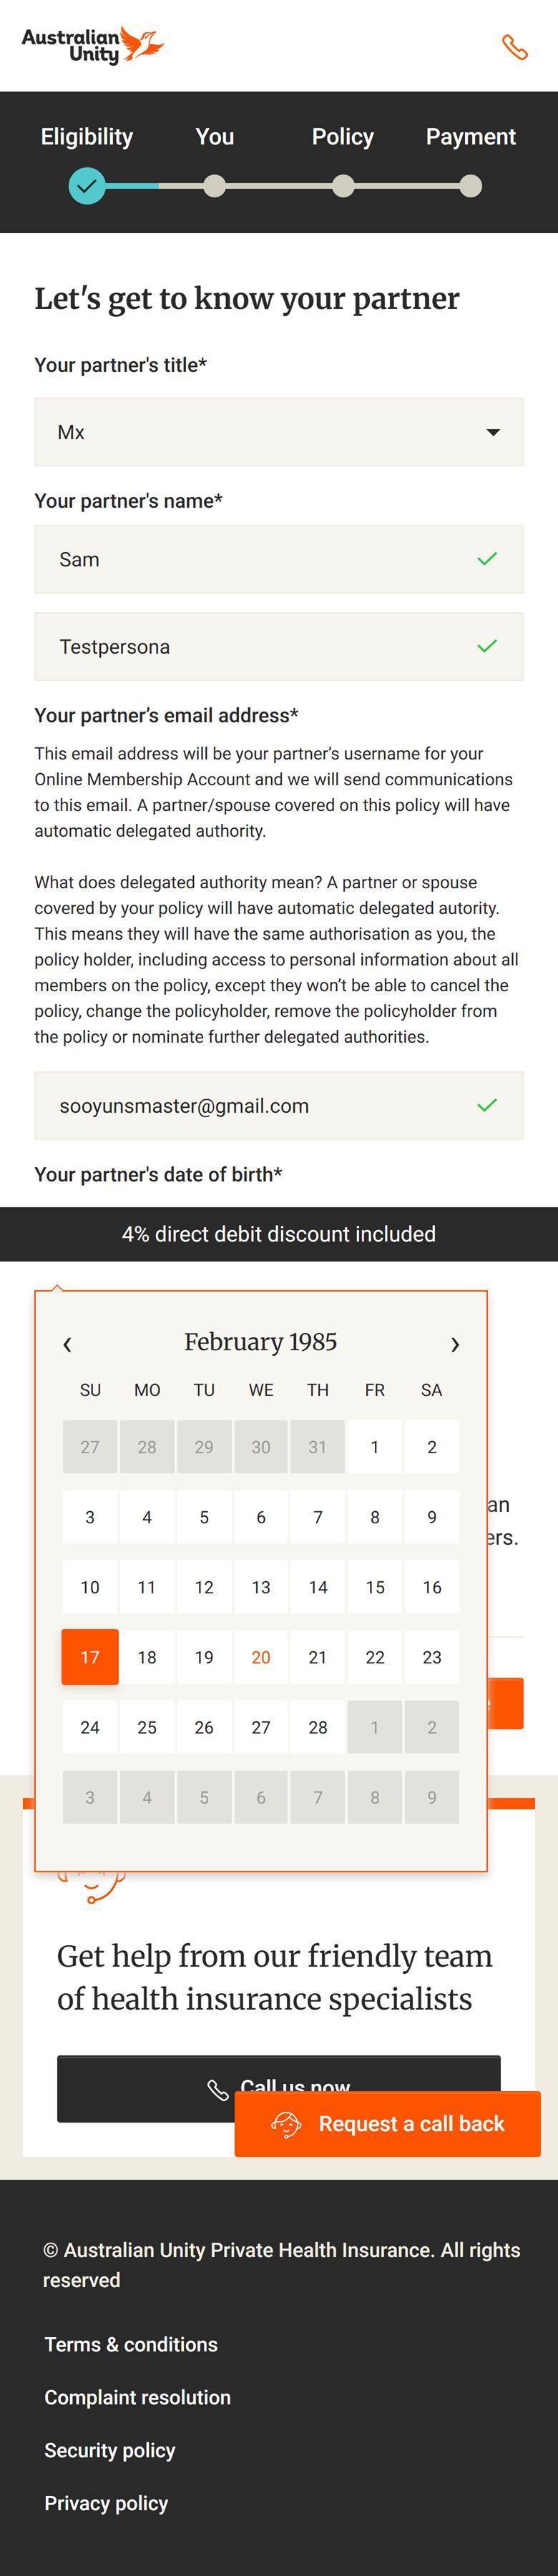 Australian
Unity
Eligibility You Policy Payment
Let's get to know your partner
Your partner's title*
Mx
Your partner's name*
Sam
Testpersona
Your partner’s email address*
This email address will be your partner’s username for your
Online Membership Account and we will send communications
to this email. A partner/spouse covered on this policy will have
automatic delegated authority.
What does delegated authority mean? A partner or spouse
covered by your policy will have automatic delegated autority.
This means they will have the same authorisation as you, the
policy holder, including access to personal information about all
members on the policy, except they won’t be able to cancel the
policy, change the policyholder, remove the policyholder from
the policy or nominate further delegated authorities.
sooyunsmaster@gmail.com
Your partner's date of birth*
4% direct debit discount included
‹ February 1985 ›
SU MO TU WE TH FR SA
27 28 29 30 31 1 2
3 4 5 6 7 8 9
10 11 12 13 14 15 16
17 18 19 20 21 22 23
24 25 26 27 28 1 2
3 4 5 6 7 8 9
Get help from our friendly team
of health insurance specialists
Call us now
Request a call back
© Australian Unity Private Health Insurance. All rights
reserved
Terms & conditions
Complaint resolution
Security policy
Privacy policy